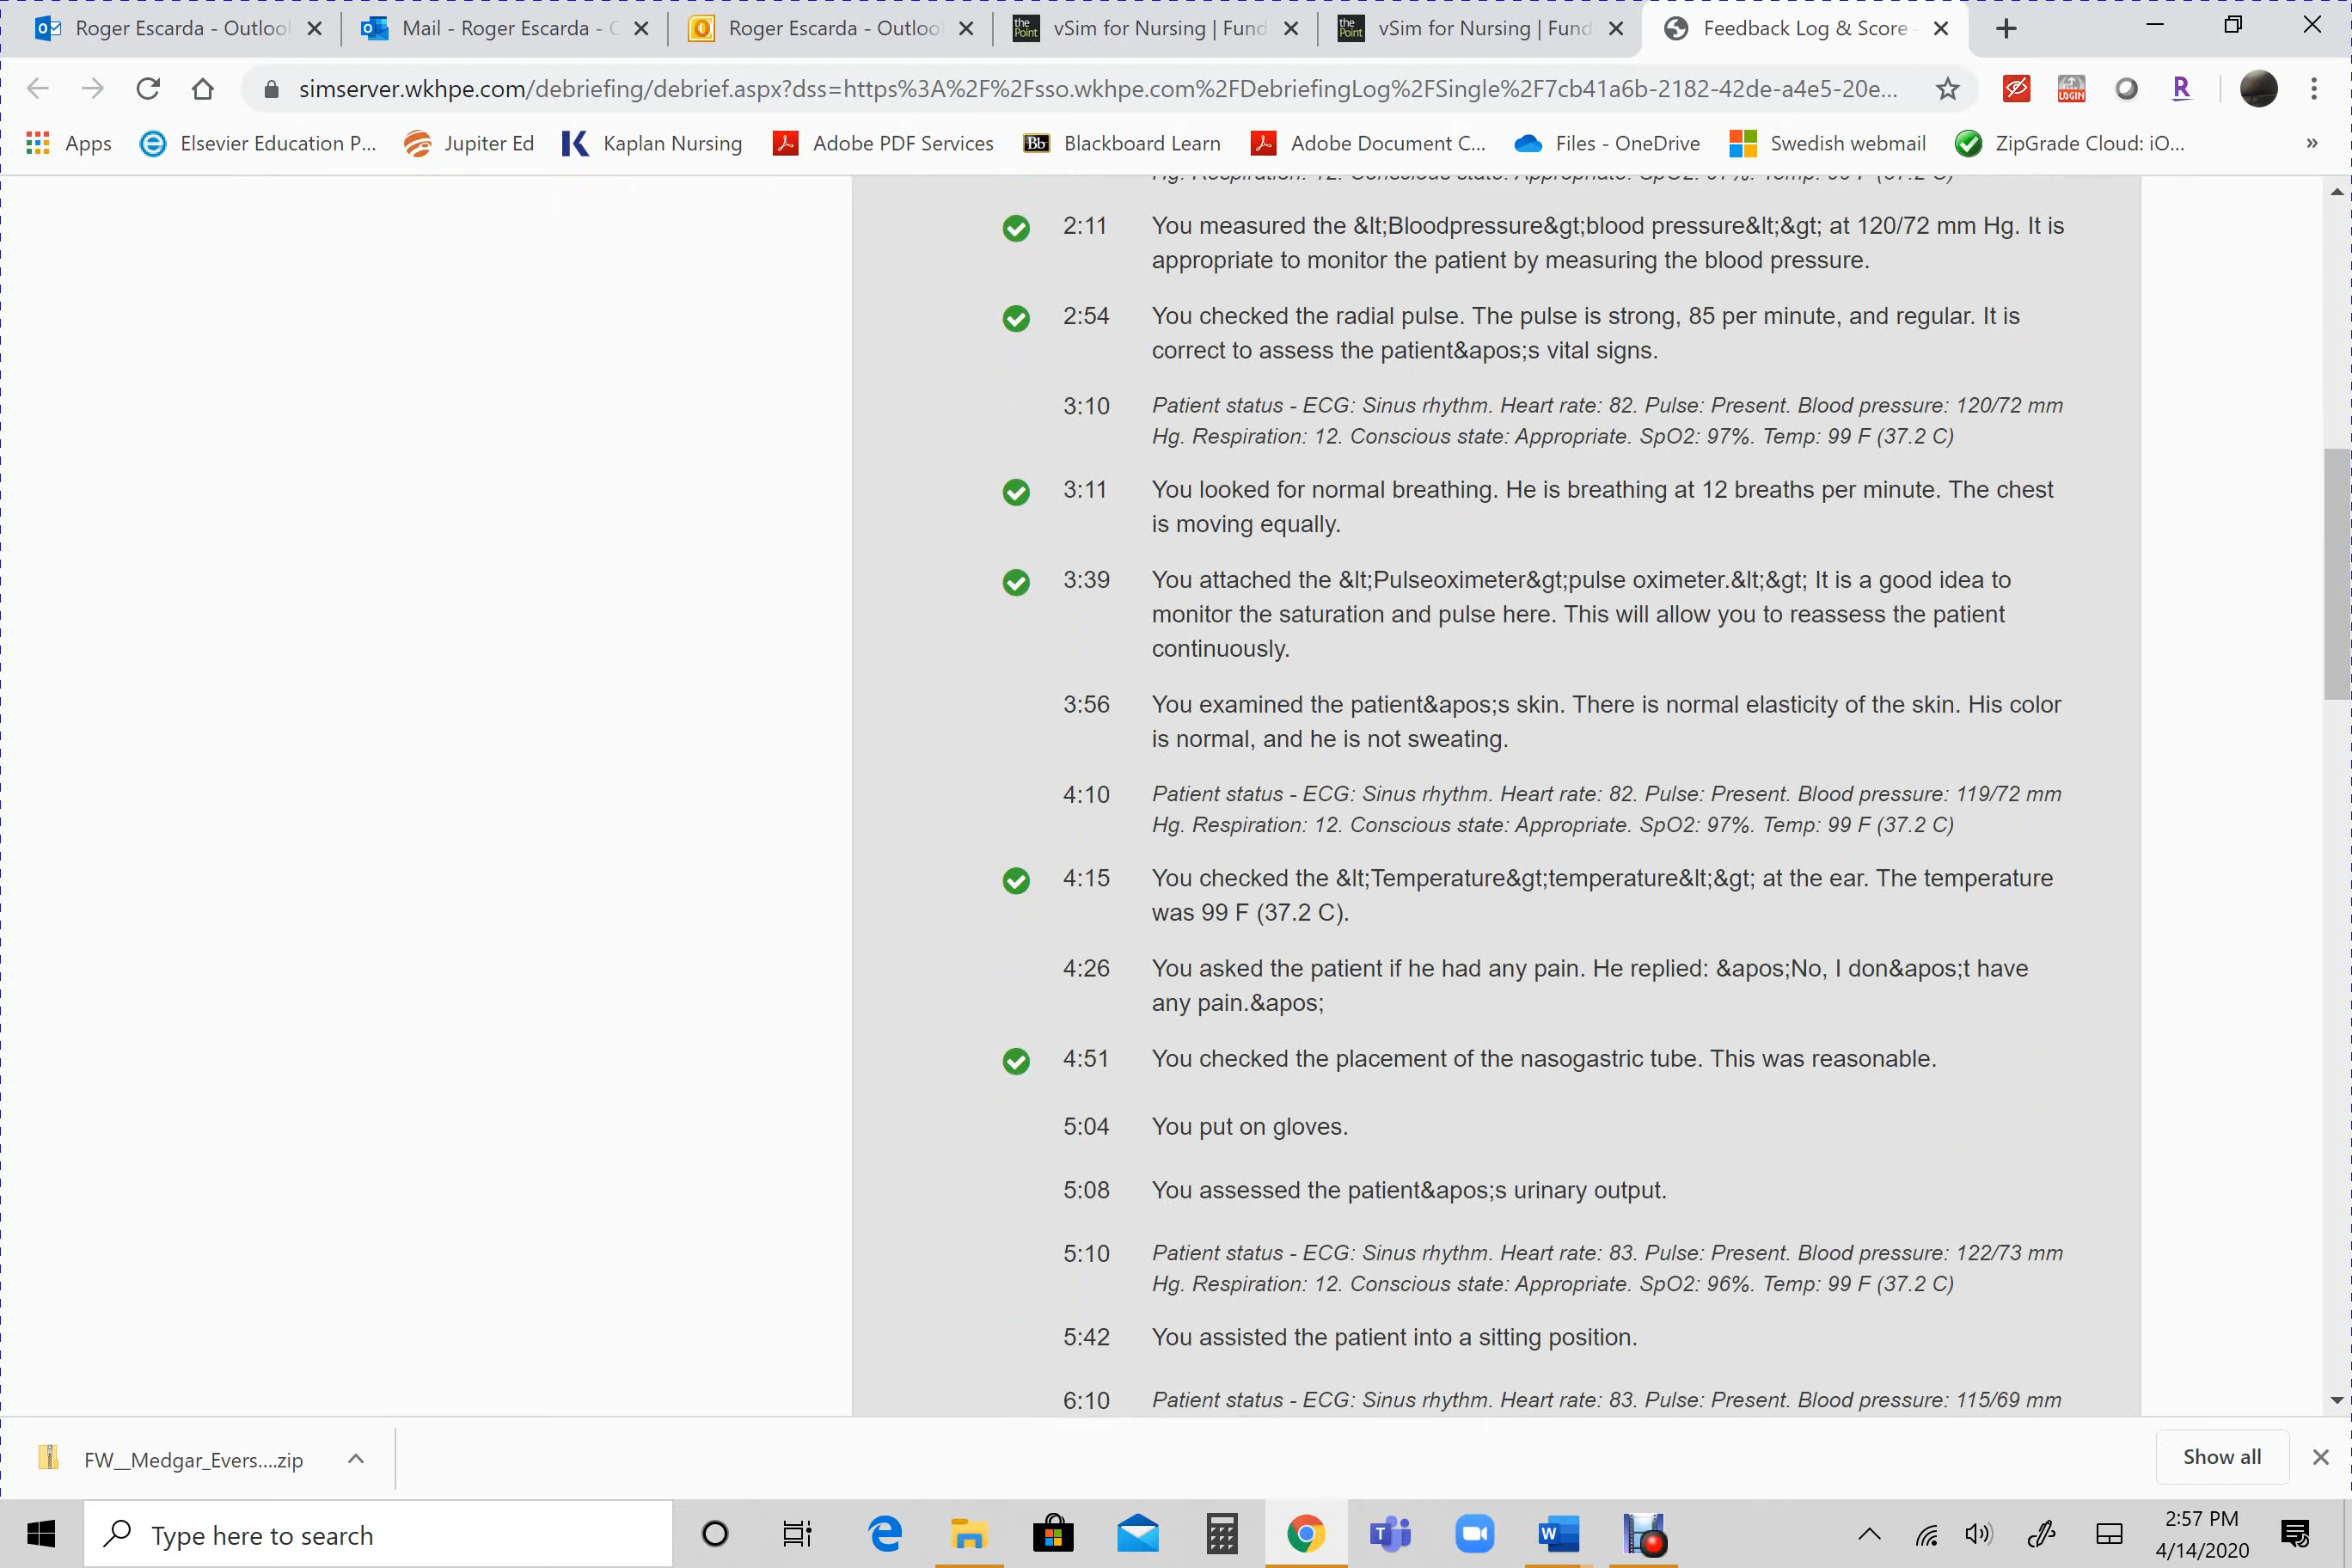 Roger Escarda - Outlool
Mail - Roger Escarda - C
Roger Escarda - Outloo
the Point
vSim for Nursing | Fund
the Point
vSim for Nursing | Fund
Feedback Log & Score -
simserver.wkhpe.com/debriefing/debrief.aspx?dss=https%3A%2F%2Fsso.wkhpe.com%2FDebriefingLog%2FSingle%2F7cb41a6b-2182-42de-a4e5-20e...
LOGIN
R
Apps
Elsevier Education P...
Jupiter Ed
Kaplan Nursing
Adobe PDF Services
Bb
Blackboard Learn
Adobe Document C...
Files - OneDrive
Swedish webmail
ZipGrade Cloud: iO...
»
Hg. Respiration: 12. Conscious state: Appropriate. SpO2: 97%. Temp: 99 F (37.2 C)
2:11 You measured the &lt;Bloodpressure&gt;blood pressure&lt;&gt; at 120/72 mm Hg. It is
appropriate to monitor the patient by measuring the blood pressure.
2:54 You checked the radial pulse. The pulse is strong, 85 per minute, and regular. It is
correct to assess the patient&apos;s vital signs.
3:10 Patient status - ECG: Sinus rhythm. Heart rate: 82. Pulse: Present. Blood pressure: 120/72 mm
Hg. Respiration: 12. Conscious state: Appropriate. SpO2: 97%. Temp: 99 F (37.2 C)
3:11 You looked for normal breathing. He is breathing at 12 breaths per minute. The chest
is moving equally.
3:39 You attached the &lt;Pulseoximeter&gt;pulse oximeter.&lt;&gt; It is a good idea to
monitor the saturation and pulse here. This will allow you to reassess the patient
continuously.
3:56 You examined the patient&apos;s skin. There is normal elasticity of the skin. His color
is normal, and he is not sweating.
4:10 Patient status - ECG: Sinus rhythm. Heart rate: 82. Pulse: Present. Blood pressure: 119/72 mm
Hg. Respiration: 12. Conscious state: Appropriate. SpO2: 97%. Temp: 99 F (37.2 C)
4:15 You checked the &lt;Temperature&gt;temperature&lt;&gt; at the ear. The temperature
was 99 F (37.2 C).
4:26 You asked the patient if he had any pain. He replied: &apos;No, I don&apos;t have
any pain.&apos;
4:51 You checked the placement of the nasogastric tube. This was reasonable.
5:04 You put on gloves.
5:08 You assessed the patient&apos;s urinary output.
5:10 Patient status - ECG: Sinus rhythm. Heart rate: 83. Pulse: Present. Blood pressure: 122/73 mm
Hg. Respiration: 12. Conscious state: Appropriate. SpO2: 96%. Temp: 99 F (37.2 C)
5:42 You assisted the patient into a sitting position.
6:10 Patient status - ECG: Sinus rhythm. Heart rate: 83. Pulse: Present. Blood pressure: 115/69 mm
FW__Medgar_Evers....zip
Show all
Type here to search
2:57 PM
4/14/2020